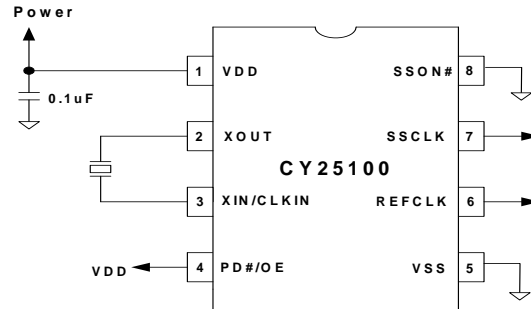 Power
1 VDD SSON# 8
0.1uF
2 XOUT SSCLK 7
CY25100
3 XIN/CLKIN REFCLK 6
VDD 4 PD#/OE VSS 5